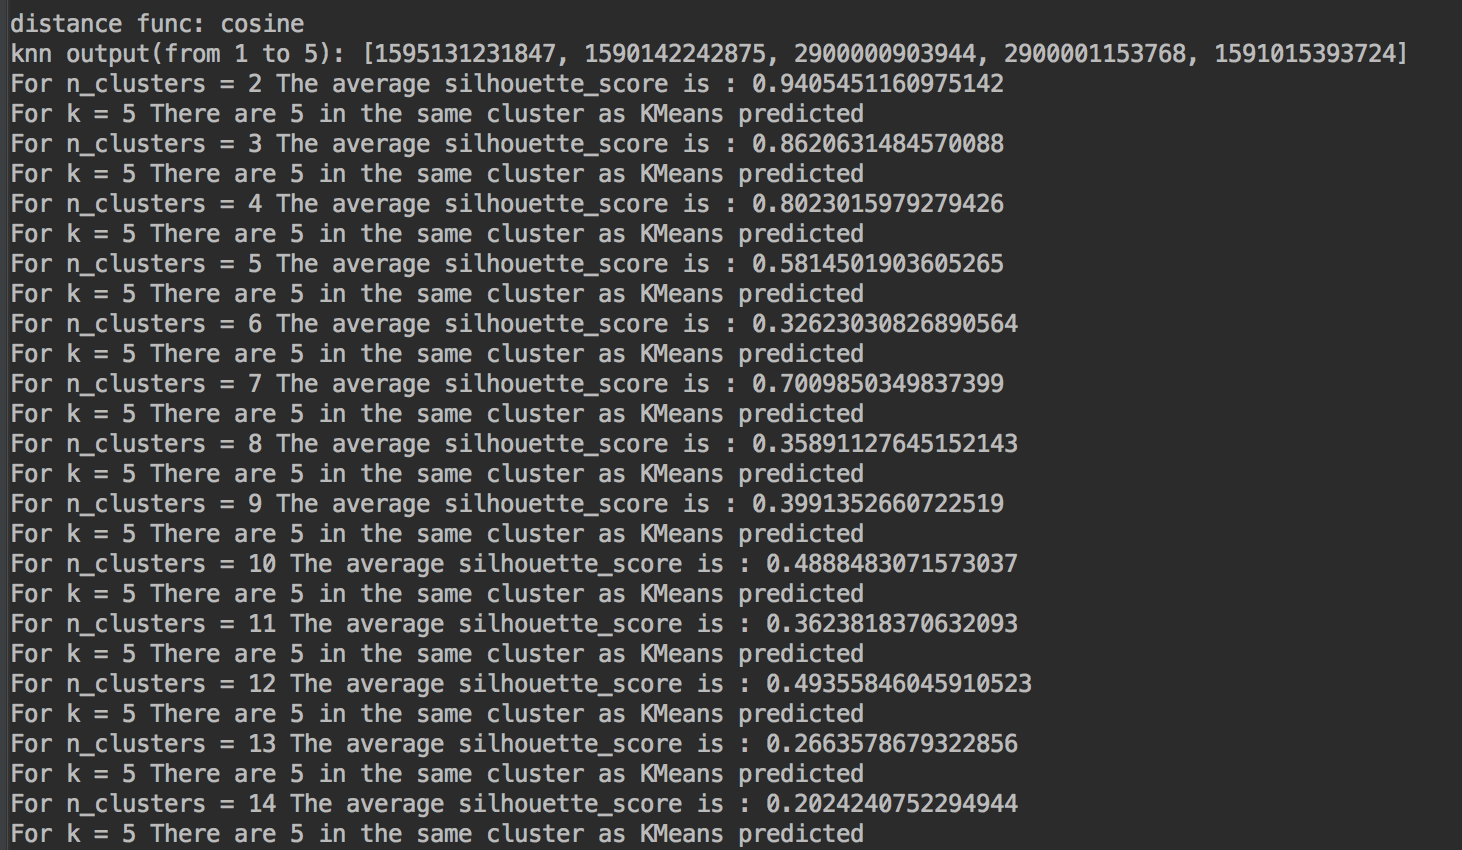 distance func: cosine
knn output(from 1 to 5): [1595131231847, 1590142242875, 2900000903944, 2900001153768, 1591015393724]
For n_clusters = 2 The average silhouette_score is : 0.9405451160975142
For k = 5 There are 5 in the same cluster as KMeans predicted
For n_clusters = 3 The average silhouette_score is : 0.8620631484570088
For k = 5 There are 5 in the same cluster as KMeans predicted
For n_clusters = 4 The average silhouette_score is : 0.8023015979279426
For k = 5 There are 5 in the same cluster as KMeans predicted
For n_clusters = 5 The average silhouette_score is : 0.5814501903605265
For k = 5 There are 5 in the same cluster as KMeans predicted
For n_clusters = 6 The average silhouette_score is : 0.32623030826890564
For k = 5 There are 5 in the same cluster as KMeans predicted
For n_clusters = 7 The average silhouette_score is : 0.7009850349837399
For k = 5 There are 5 in the same cluster as KMeans predicted
For n_clusters = 8 The average silhouette_score is : 0.35891127645152143
For k = 5 There are 5 in the same cluster as KMeans predicted
For n_clusters = 9 The average silhouette_score is : 0.3991352660722519
For k = 5 There are 5 in the same cluster as KMeans predicted
For n_clusters = 10 The average silhouette_score is : 0.4888483071573037
For k = 5 There are 5 in the same cluster as KMeans predicted
For n_clusters = 11 The average silhouette_score is : 0.3623818370632093
For k = 5 There are 5 in the same cluster as KMeans predicted
For n_clusters = 12 The average silhouette_score is : 0.49355846045910523
For k = 5 There are 5 in the same cluster as KMeans predicted
For n_clusters = 13 The average silhouette_score is : 0.2663578679322856
For k = 5 There are 5 in the same cluster as KMeans predicted
For n_clusters = 14 The average silhouette_score is : 0.2024240752294944
For k = 5 There are 5 in the same cluster as KMeans predicted